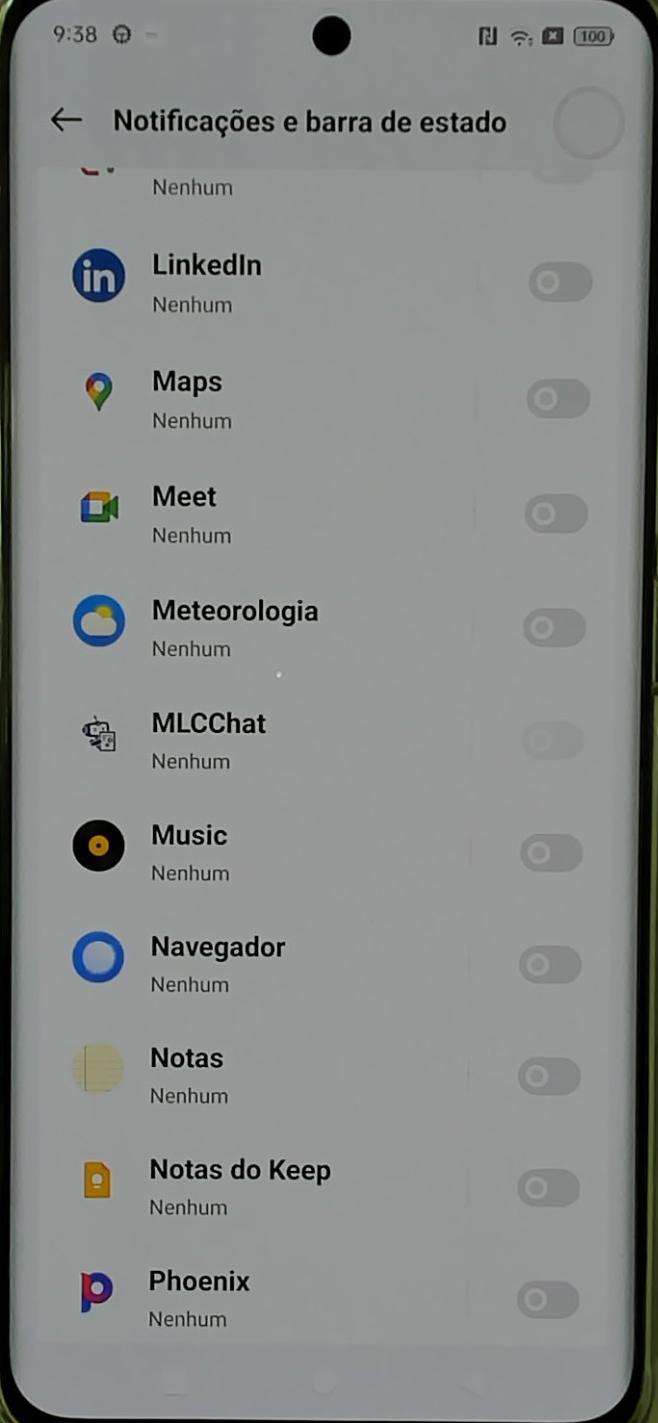 9:38
100
Notificações e barra de estado
Nenhum
in
LinkedIn
Nenhum
Maps
Nenhum
Meet
Nenhum
Meteorologia
Nenhum
MLCChat
Nenhum
Music
Nenhum
Navegador
Nenhum
Notas
Nenhum
Notas do Keep
Nenhum
Phoenix
Nenhum